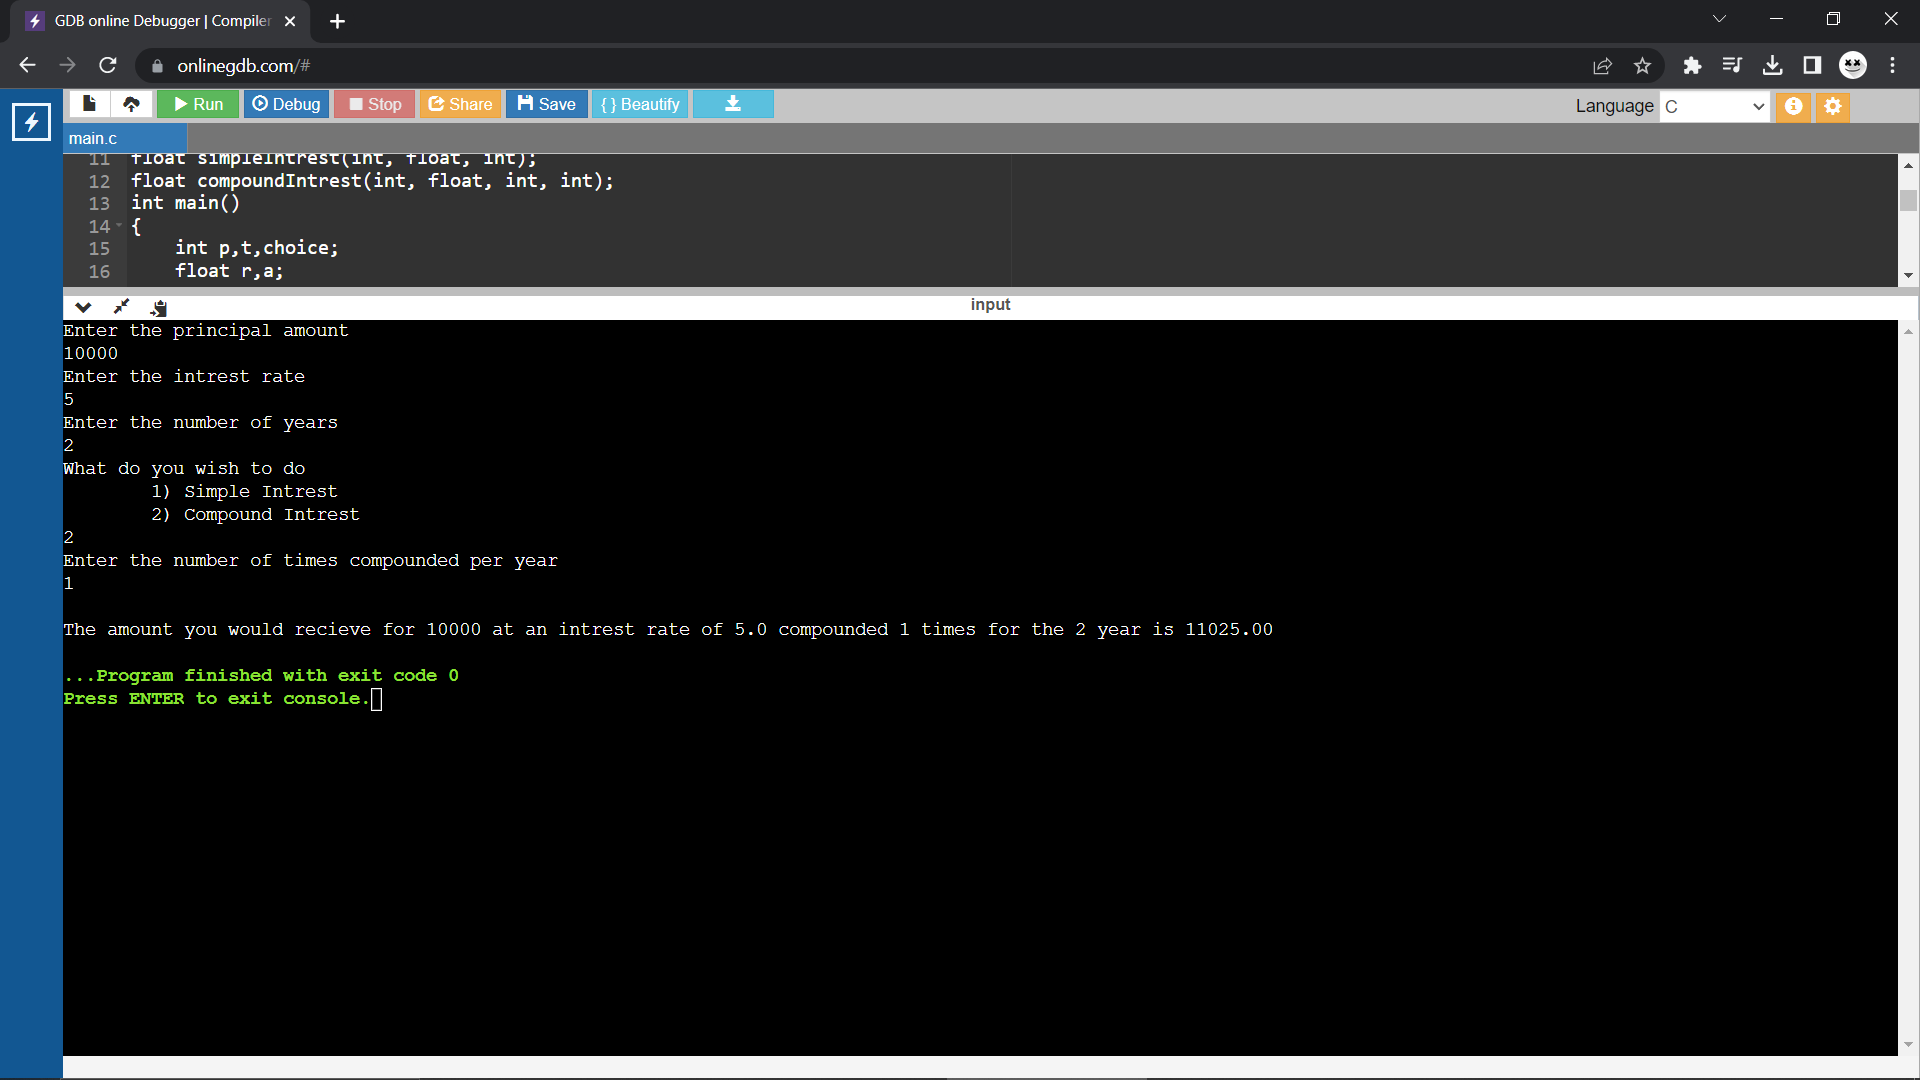 GDB online Debugger | Compiler
onlinegdb.com/#
Run Debug Stop Share Save { } Beautify
Language C
main.c
11 float simpleIntrest(int, float, int);
12 float compoundIntrest(int, float, int, int);
13 int main()
14 {
15 int p,t,choice;
16 float r,a;
input
Enter the principal amount
10000
Enter the intrest rate
5
Enter the number of years
2
What do you wish to do
1) Simple Intrest
2) Compound Intrest
2
Enter the number of times compounded per year
1
The amount you would recieve for 10000 at an intrest rate of 5.0 compounded 1 times for the 2 year is 11025.00
...Program finished with exit code 0
Press ENTER to exit console.